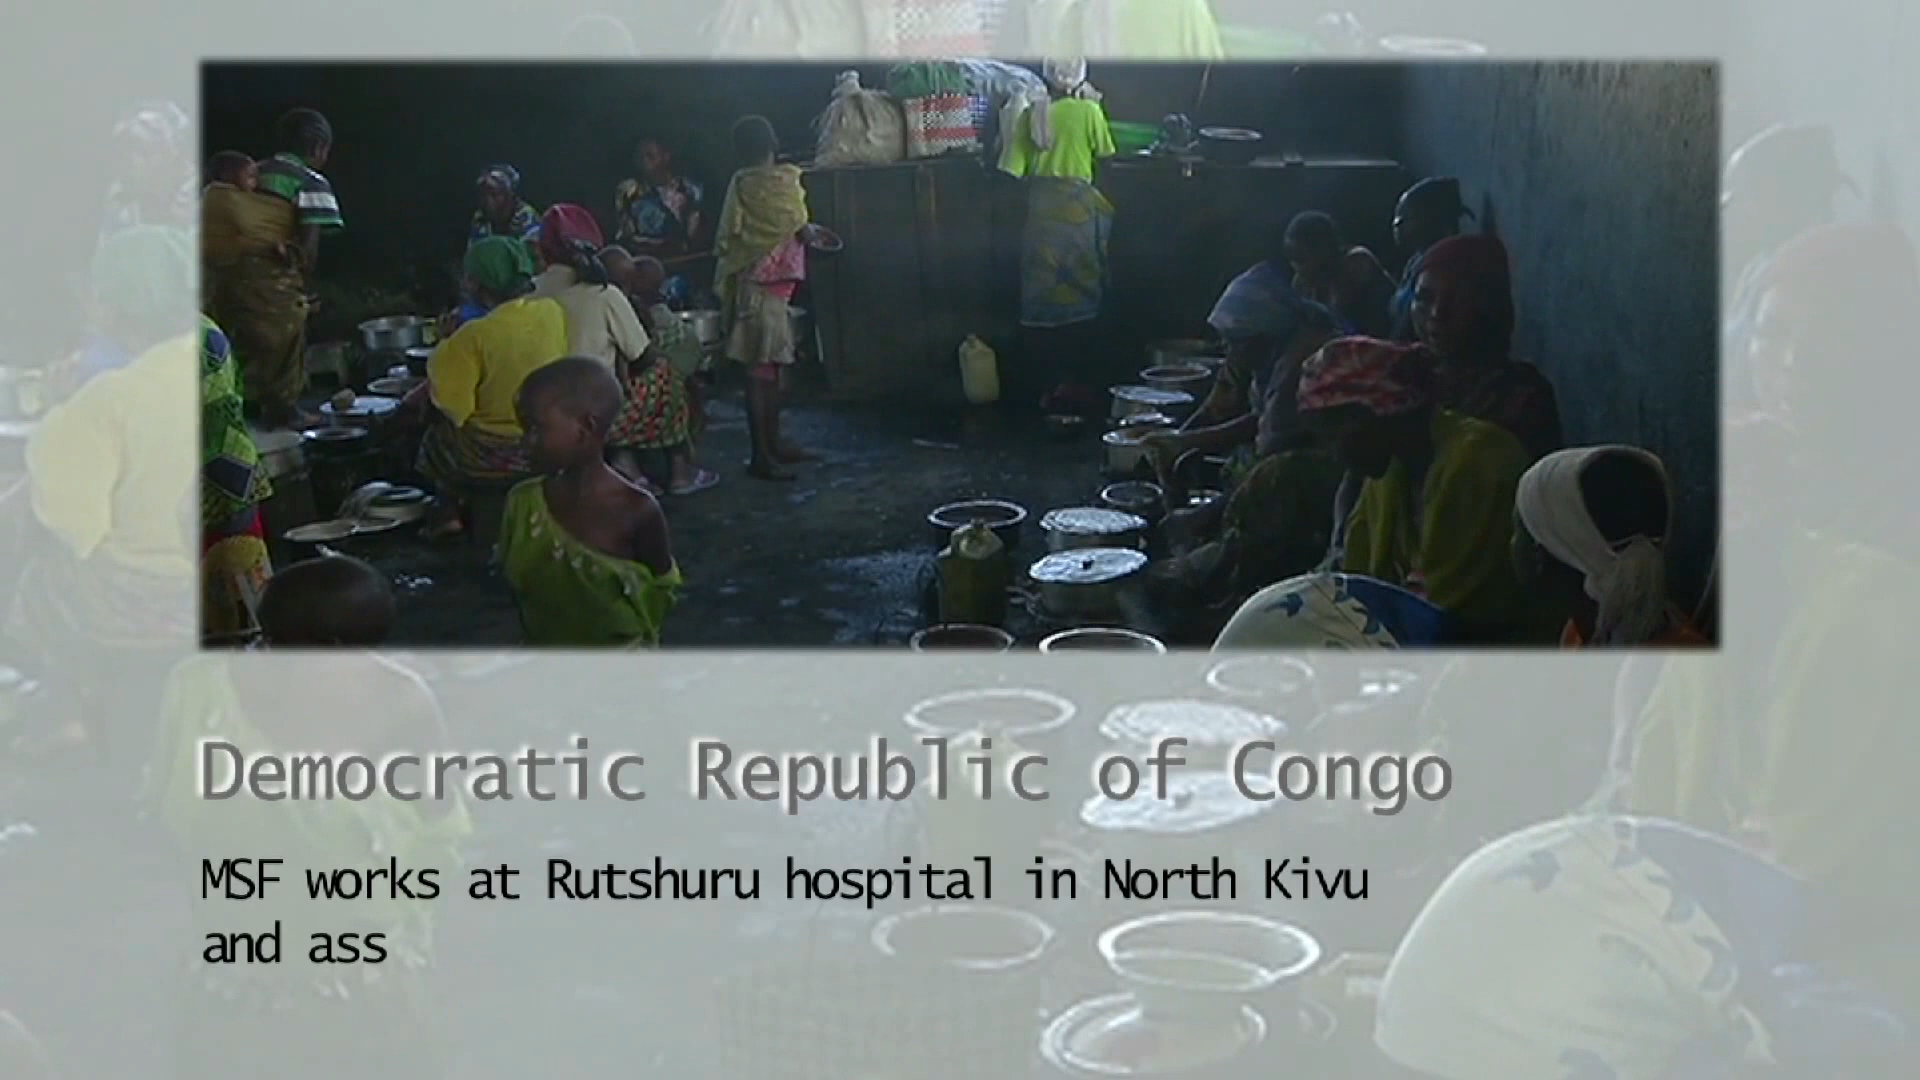 Democratic Republic of Congo
MSF works at Rutshuru hospital in North Kivu
and ass